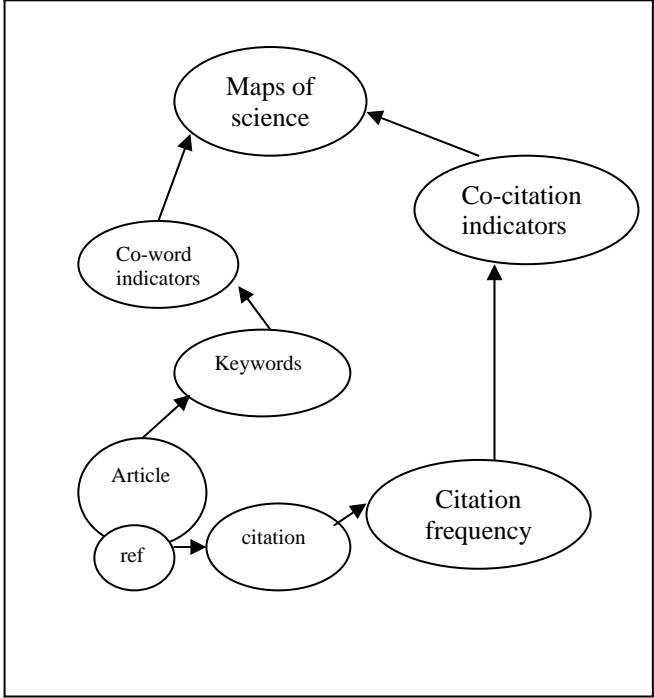 Maps of
science
Co-citation
indicators
Co-word
indicators
Keywords
Article
ref
citation
Citation
frequency